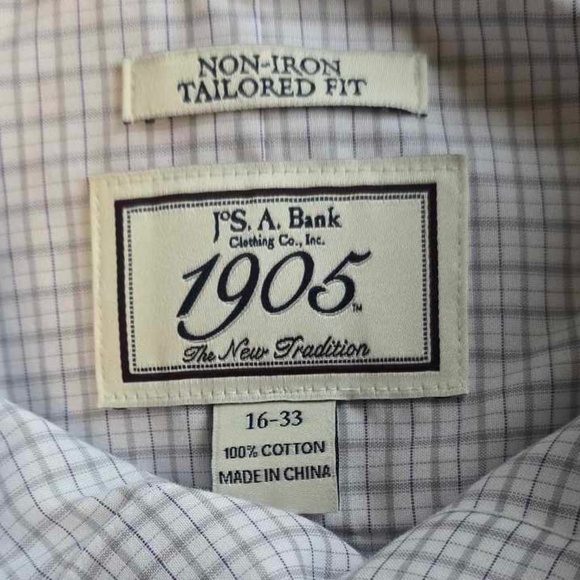 NON-IRON
TAILORED FIT
JoS. A. Bank
Clothing Co., Inc.
1905™
The New Tradition
16-33
100% COTTON
MADE IN CHINA